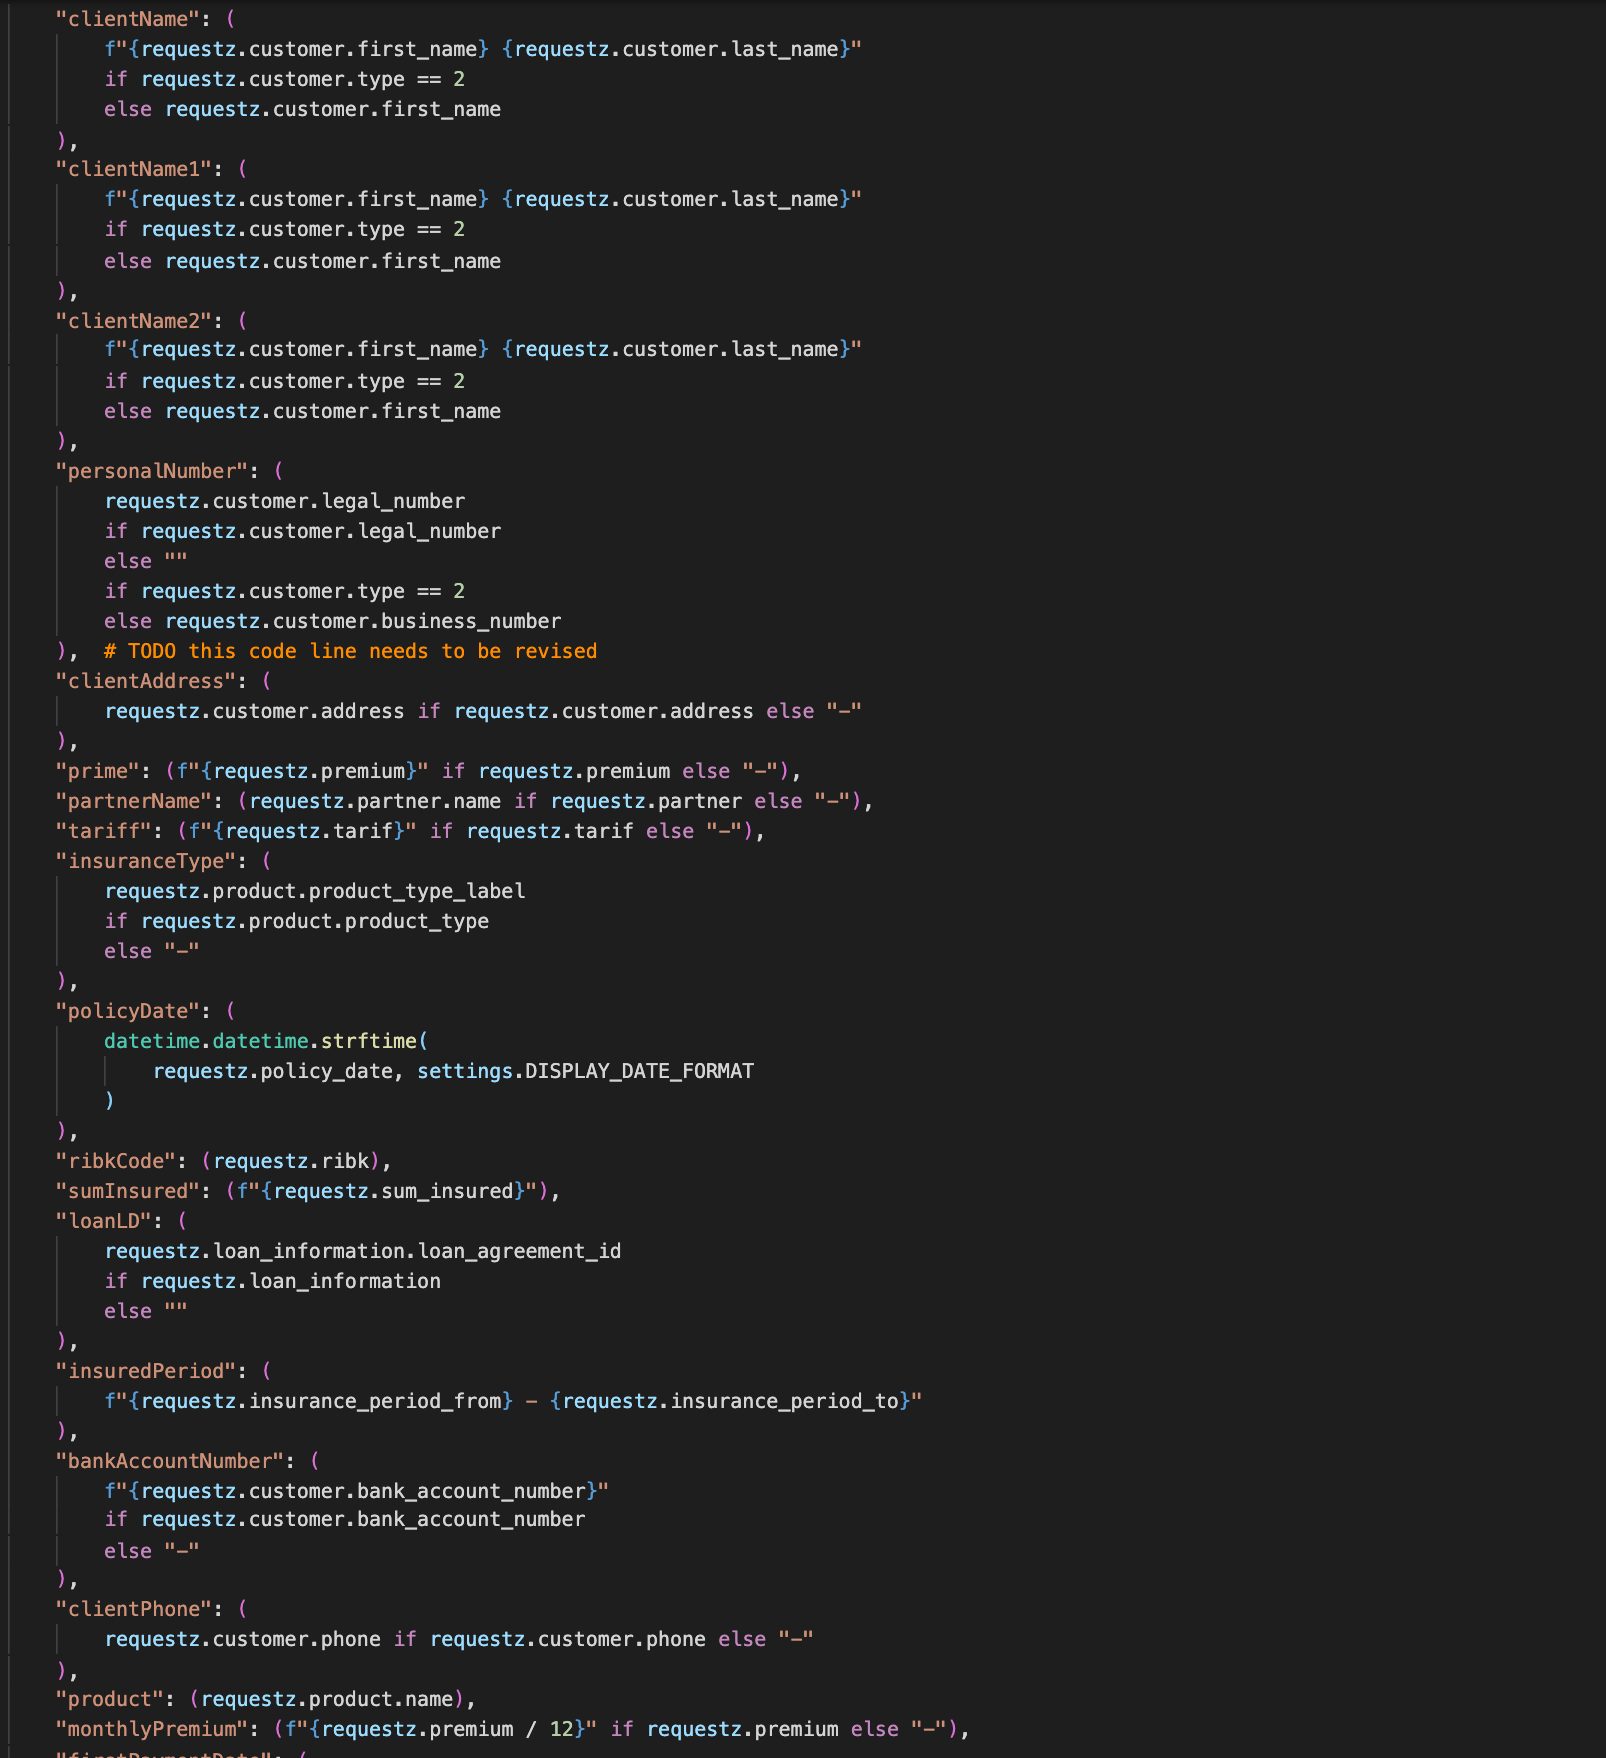 "clientName": (
f"{requestz.customer.first_name} {requestz.customer.last_name}"
if requestz.customer.type == 2
else requestz.customer.first_name
),
"clientName1": (
f"{requestz.customer.first_name} {requestz.customer.last_name}"
if requestz.customer.type == 2
else requestz.customer.first_name
),
"clientName2": (
f"{requestz.customer.first_name} {requestz.customer.last_name}"
if requestz.customer.type == 2
else requestz.customer.first_name
),
"personalNumber": (
requestz.customer.legal_number
if requestz.customer.legal_number
else ""
if requestz.customer.type == 2
else requestz.customer.business_number
),  # TODO this code line needs to be revised
"clientAddress": (
requestz.customer.address if requestz.customer.address else "-"
),
"prime": (f"{requestz.premium}" if requestz.premium else "-"),
"partnerName": (requestz.partner.name if requestz.partner else "-"),
"tariff": (f"{requestz.tarif}" if requestz.tarif else "-"),
"insuranceType": (
requestz.product.product_type_label
if requestz.product.product_type
else "-"
),
"policyDate": (
datetime.datetime.strftime(
requestz.policy_date, settings.DISPLAY_DATE_FORMAT
)
),
"ribkCode": (requestz.ribk),
"sumInsured": (f"{requestz.sum_insured}"),
"loanLD": (
requestz.loan_information.loan_agreement_id
if requestz.loan_information
else ""
),
"insuredPeriod": (
f"{requestz.insurance_period_from} - {requestz.insurance_period_to}"
),
"bankAccountNumber": (
f"{requestz.customer.bank_account_number}"
if requestz.customer.bank_account_number
else "-"
),
"clientPhone": (
requestz.customer.phone if requestz.customer.phone else "-"
),
"product": (requestz.product.name),
"monthlyPremium": (f"{requestz.premium / 12}" if requestz.premium else "-"),
"firstPaymentDate": (